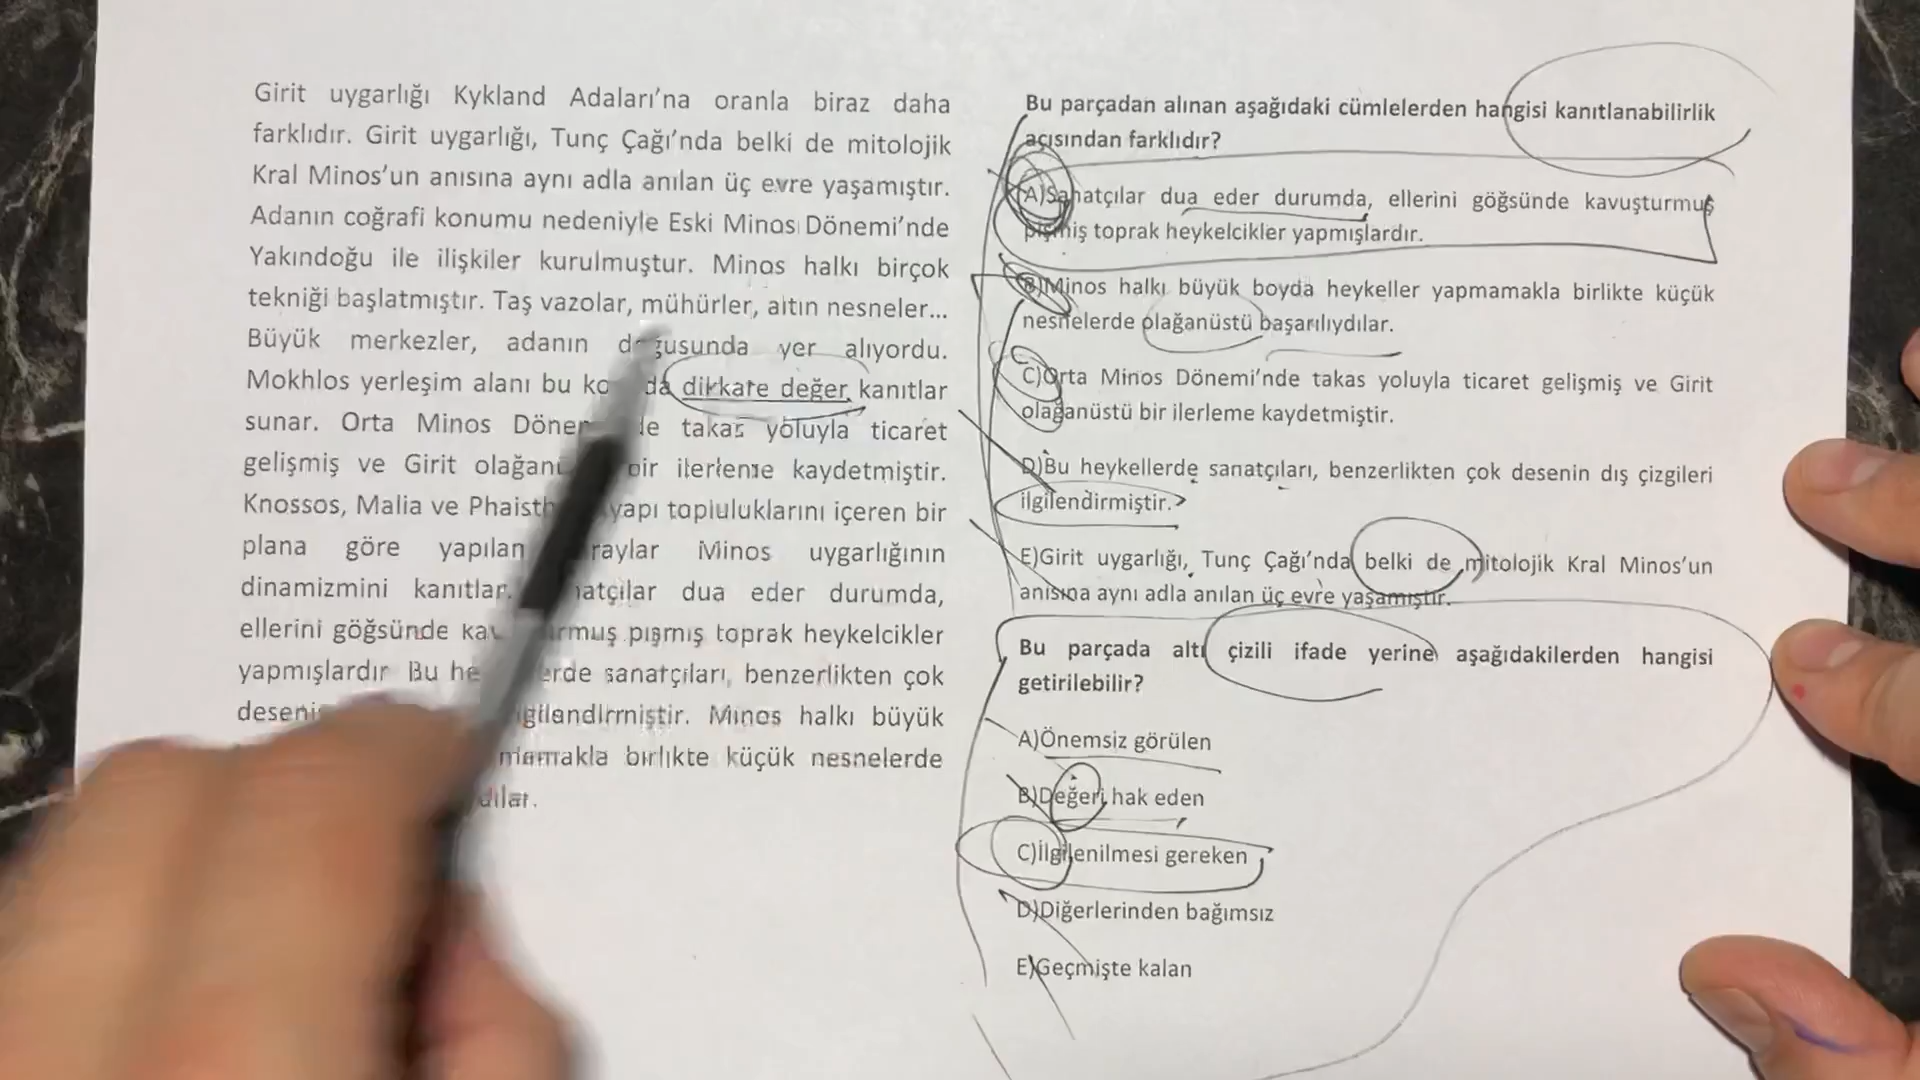 Girit uygarlığı Kykland Adaları'na oranla biraz daha
farklıdır. Girit uygarlığı, Tunç Çağı'nda belki de mitolojik
Kral Minos'un anısına aynı adla anılan üç evre yaşamıştır.
Adanın coğrafi konumu nedeniyle Eski Minos Dönemi'nde
Yakındoğu ile ilişkiler kurulmuştur. Minos halkı birçok
tekniği başlatmıştır. Taş vazolar, mühürler, altın nesneler...
Büyük merkezler, adanın doğusunda yer alıyordu.
Mokhlos yerleşim alanı bu dikkate değer kanıtlar
sunar. Orta Minos takas yoluyla ticaret
gelişmiş ve Girit bir ilerleme kaydetmiştir.
Knossos, Malia ve yapı topluluklarını içeren bir
plana göre yapılan Minos uygarlığının
dinamizmini kanıtlar. dua eder durumda,
ellerini göğsünde pişmiş toprak heykelcikler
yapmışlardır Bu sanatçıları, benzerlikten çok
Minos halkı büyük
birlikte küçük nesnelerde
Bu parçadan alınan aşağıdaki cümlelerden hangisi kanıtlanabilirlik
açısından farklıdır?
A)Sanatçılar dua eder durumda, ellerini göğsünde kavuşturmuş
pişmiş toprak heykelcikler yapmışlardır.
B)Minos halkı büyük boyda heykeller yapmamakla birlikte küçük
nesnelerde olağanüstü başarılıydılar.
C)Orta Minos Dönemi'nde takas yoluyla ticaret gelişmiş ve Girit
olağanüstü bir ilerleme kaydetmiştir.
D)Bu heykellerde sanatçıları, benzerlikten çok desenin dış çizgileri
ilgilendirmiştir.
E)Girit uygarlığı, Tunç Çağı'nda belki de mitolojik Kral Minos'un
anısına aynı adla anılan üç evre yaşamıştır.
Bu parçada altı çizili ifade yerine aşağıdakilerden hangisi
getirilebilir?
A)Önemsiz görülen
B)Değeri hak eden
C)İlgilenilmesi gereken
D)Diğerlerinden bağımsız
E)Geçmişte kalan